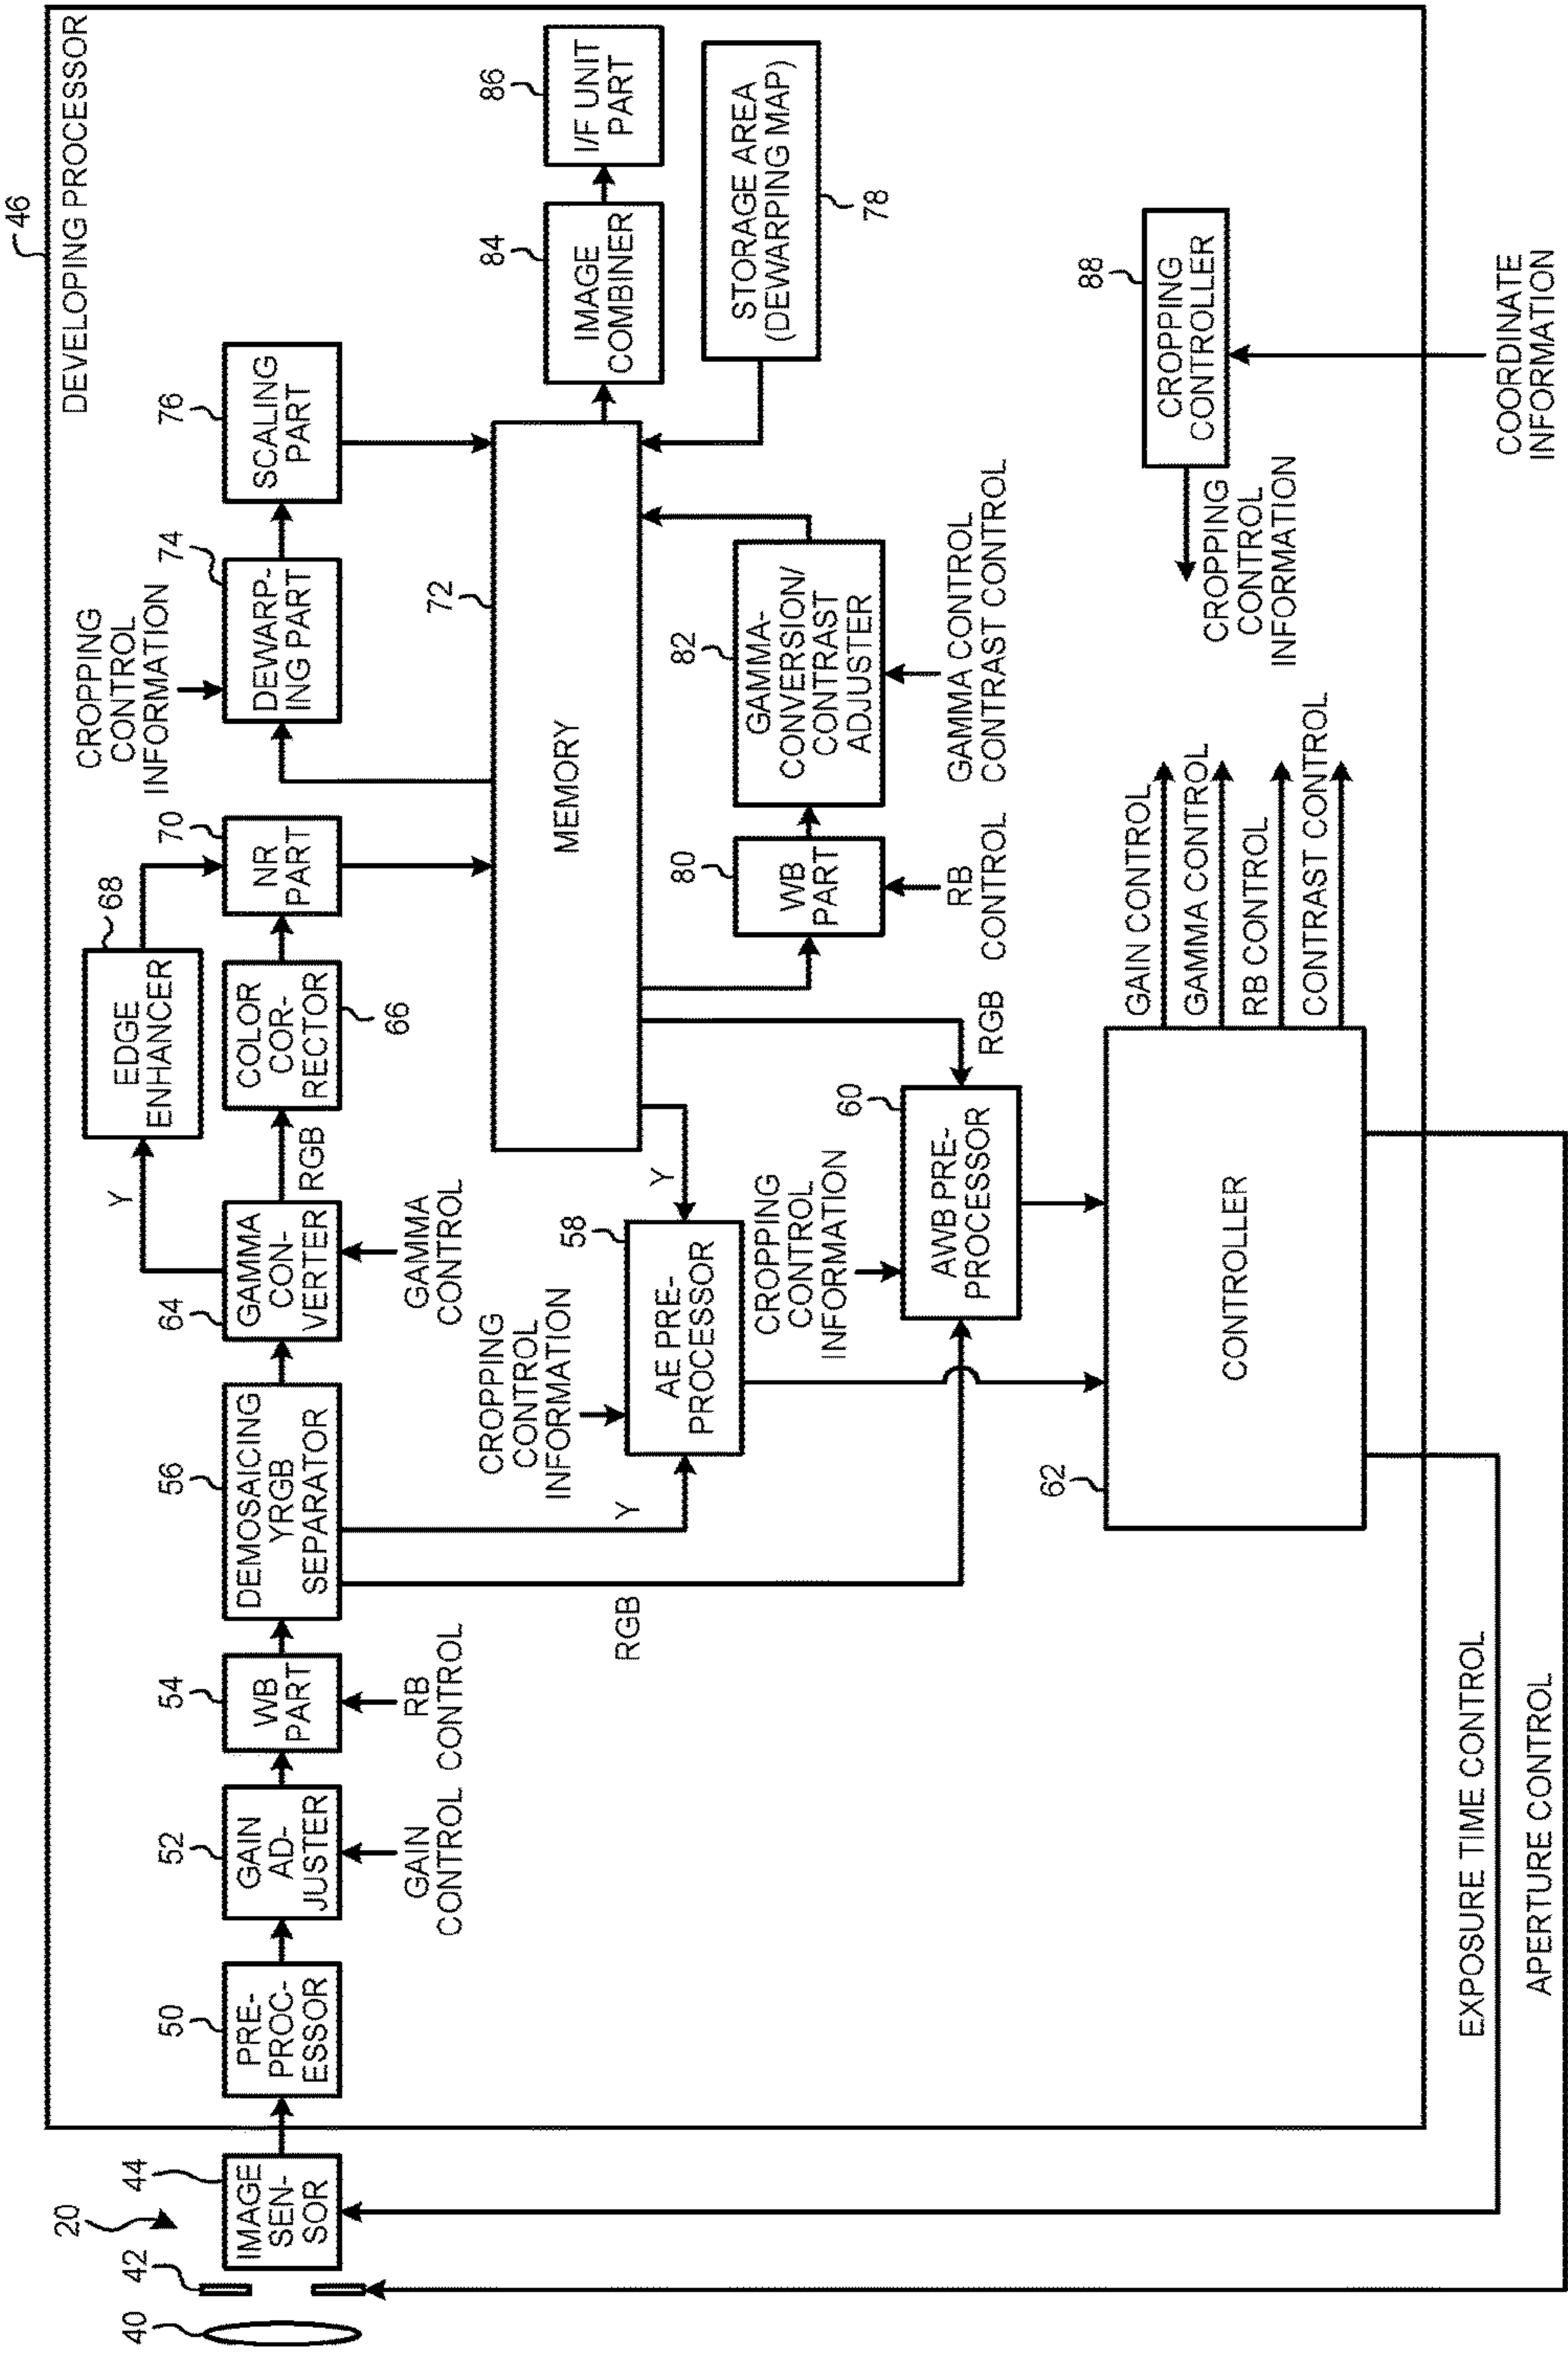 46
DEVELOPING PROCESSOR
20
40
42
44
IMAGE
SEN-
SOR
50
PRE-
PROC-
ESSOR
52
GAIN
AD-
JUSTER
GAIN
CONTROL
54
WB
PART
RB
CONTROL
56
DEMOSAICING
YRGB
SEPARATOR
64
GAMMA
CON-
VERTER
GAMMA
CONTROL
Y
RGB
68
EDGE
ENHANCER
COLOR
COR-
RECTOR
66
70
NR
PART
CROPPING
CONTROL
INFORMATION
74
DEWARP-
ING PART
76
SCALING
PART
72
MEMORY
84
IMAGE
COMBINER
86
I/F UNIT
PART
STORAGE AREA
(DEWARPING MAP)
78
Y
RGB
CROPPING
CONTROL
INFORMATION
58
AE PRE-
PROCESSOR
Y
CROPPING
CONTROL
INFORMATION
60
AWB PRE-
PROCESSOR
RGB
80
WB
PART
RB
CONTROL
82
GAMMA-
CONVERSION/
CONTRAST
ADJUSTER
GAMMA CONTROL
CONTRAST CONTROL
62
CONTROLLER
GAIN CONTROL
GAMMA CONTROL
RB CONTROL
CONTRAST CONTROL
88
CROPPING
CONTROLLER
CROPPING
CONTROL
INFORMATION
COORDINATE
INFORMATION
EXPOSURE TIME CONTROL
APERTURE CONTROL